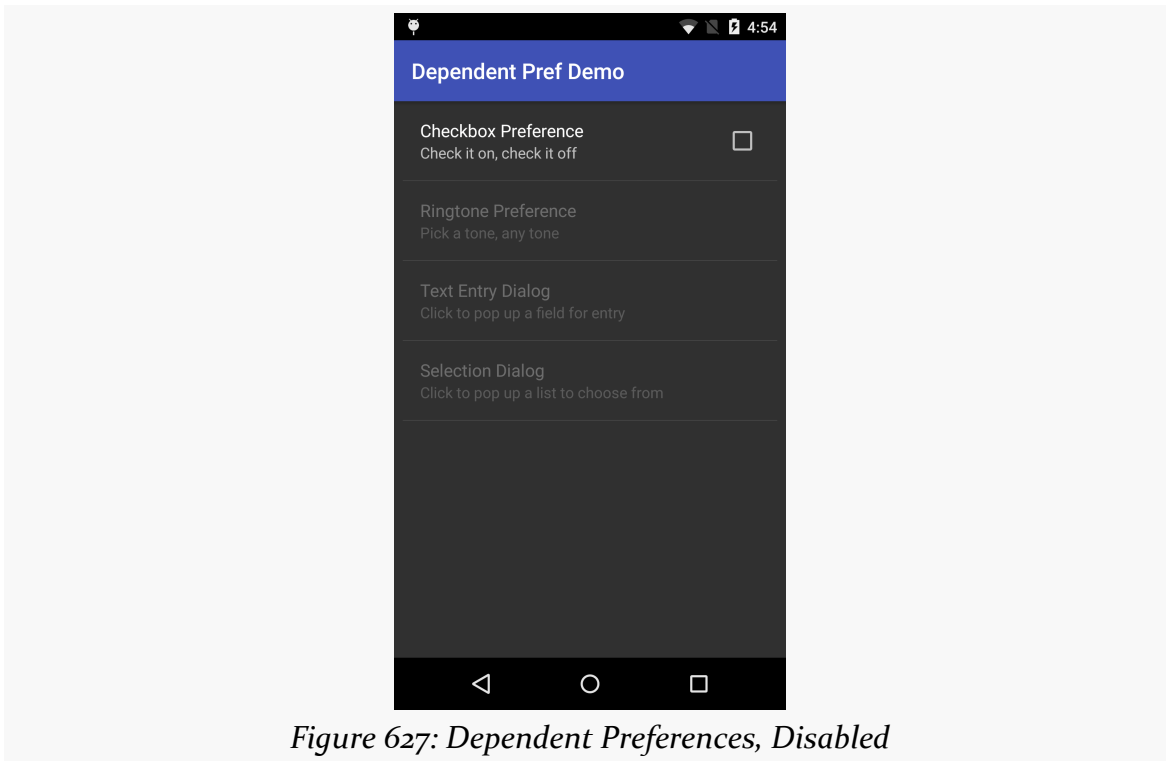 4:54
Dependent Pref Demo
Checkbox Preference
Check it on, check it off
Ringtone Preference
Pick a tone, any tone
Text Entry Dialog
Click to pop up a field for entry
Selection Dialog
Click to pop up a list to choose from
Figure 627: Dependent Preferences, Disabled